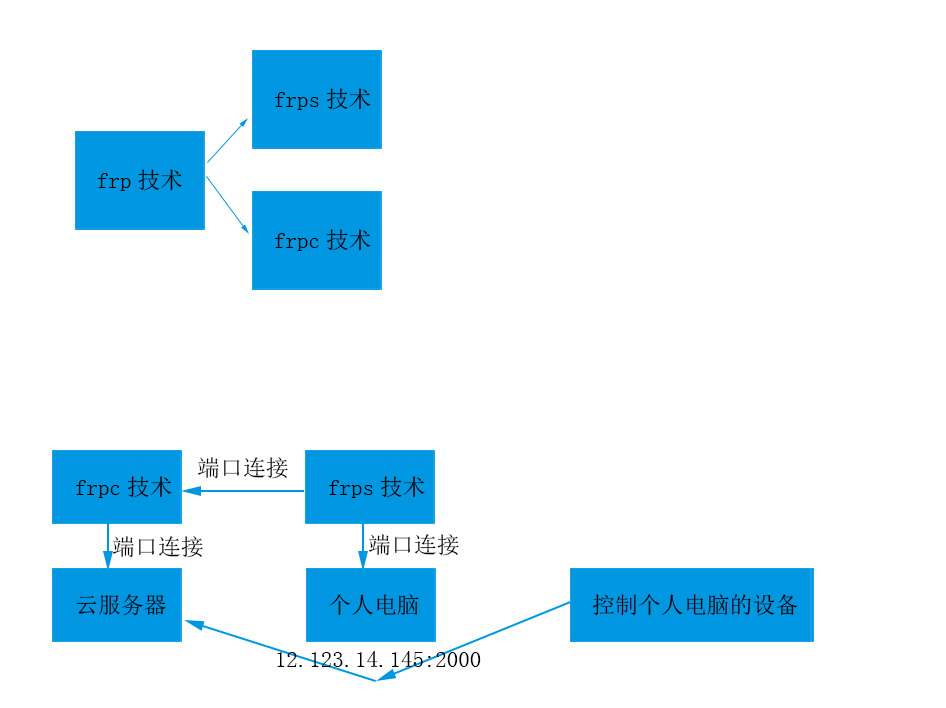 frps 技术
frp 技术
frpc 技术
端口连接
frpc 技术
frps 技术
端口连接
端口连接
云服务器
个人电脑
控制个人电脑的设备
12.123.14.145:2000